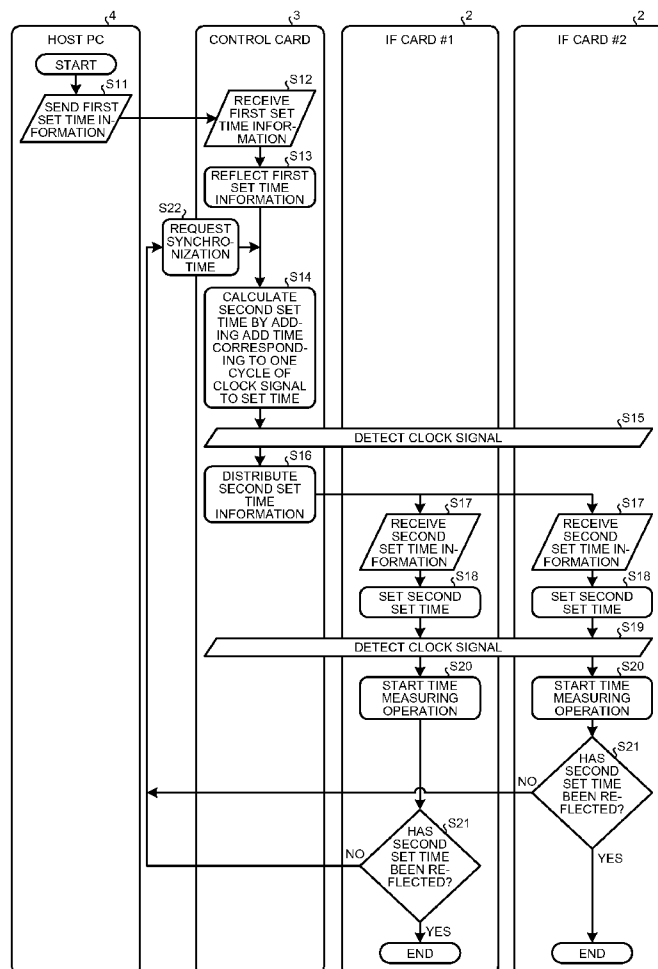 4
3
2
2
HOST PC
CONTROL CARD
IF CARD #1
IF CARD #2
START
S11
SEND FIRST
SET TIME IN-
FORMATION
S12
RECEIVE
FIRST SET
TIME INFOR-
MATION
S13
REFLECT FIRST
SET TIME
INFORMATION
S22
REQUEST
SYNCHRO-
NIZATION
TIME
S14
CALCULATE
SECOND SET
TIME BY ADD-
ING ADD TIME
CORRESPOND-
ING TO ONE
CYCLE OF
CLOCK SIGNAL
TO SET TIME
S15
DETECT CLOCK SIGNAL
S16
DISTRIBUTE
SECOND SET
TIME
INFORMATION
S17
RECEIVE
SECOND
SET TIME IN-
FORMATION
S17
RECEIVE
SECOND
SET TIME IN-
FORMATION
S18
SET SECOND
SET TIME
S18
SET SECOND
SET TIME
S19
DETECT CLOCK SIGNAL
S20
START TIME
MEASURING
OPERATION
S20
START TIME
MEASURING
OPERATION
S21
HAS
SECOND
SET TIME
BEEN RE-
FLECTED?
NO
YES
S21
HAS
SECOND
SET TIME
BEEN RE-
FLECTED?
NO
YES
END
END